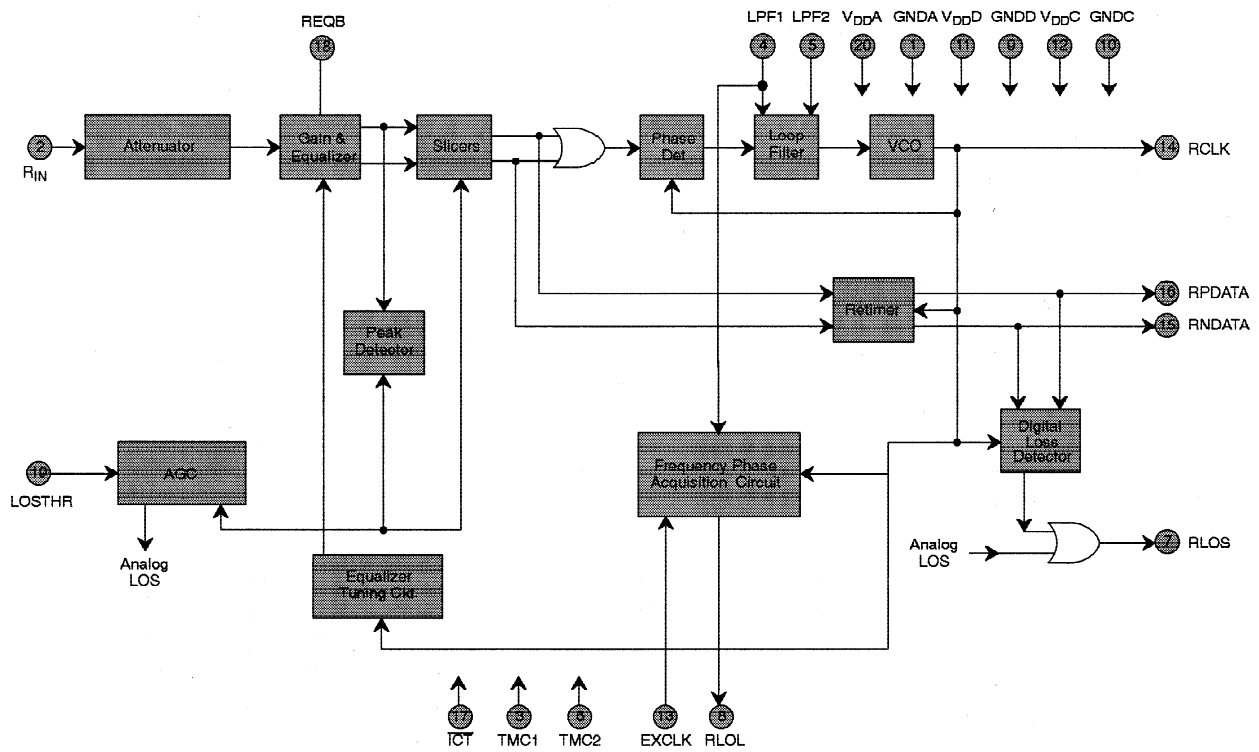 REQB
LPF1 LPF2 VDDA GNDA VDDD GNDD VDDC GNDC
18
4 5 20 1 11 9 12 10
2
RIN
Attenuator
Gain &
Equalizer
Slicers
Phase
Det
Loop
Filter
VCO
14
RCLK
Retimer
16
RPDATA
15
RNDATA
Peak
Detector
19
LOSTHR
AGC
Analog
LOS
Frequency Phase
Acquisition Circuit
Digital
Loss
Detector
Analog
LOS
7
RLOS
Equalizer
Tuning Ckt
17
ICT
3
TMC1
TMC2
13
EXCLK
8
RLOL